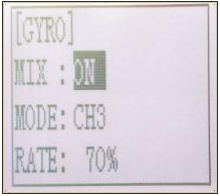 [GYRO]
MIX : ON
MODE: CH3
RATE: 70%